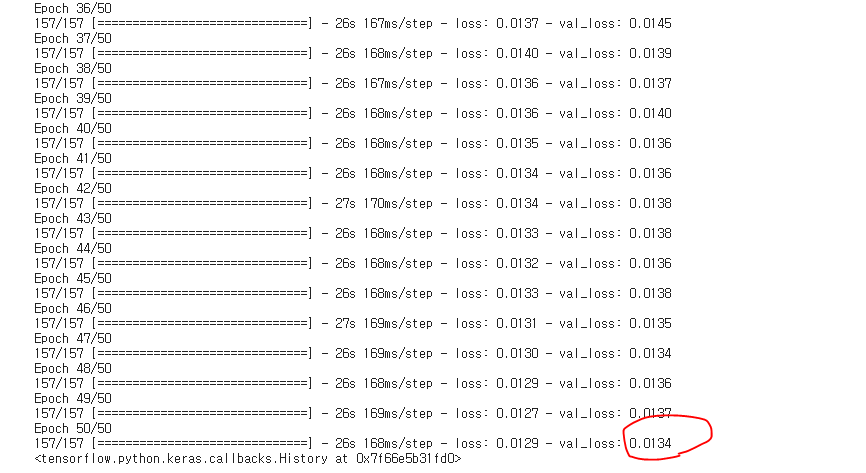 Epoch 36/50
157/157 [==============================] - 26s 167ms/step - loss: 0.0137 - val_loss: 0.0145
Epoch 37/50
157/157 [==============================] - 26s 168ms/step - loss: 0.0140 - val_loss: 0.0139
Epoch 38/50
157/157 [==============================] - 26s 167ms/step - loss: 0.0136 - val_loss: 0.0137
Epoch 39/50
157/157 [==============================] - 26s 168ms/step - loss: 0.0136 - val_loss: 0.0140
Epoch 40/50
157/157 [==============================] - 26s 168ms/step - loss: 0.0135 - val_loss: 0.0136
Epoch 41/50
157/157 [==============================] - 26s 168ms/step - loss: 0.0134 - val_loss: 0.0136
Epoch 42/50
157/157 [==============================] - 27s 170ms/step - loss: 0.0134 - val_loss: 0.0138
Epoch 43/50
157/157 [==============================] - 26s 168ms/step - loss: 0.0133 - val_loss: 0.0138
Epoch 44/50
157/157 [==============================] - 26s 168ms/step - loss: 0.0132 - val_loss: 0.0136
Epoch 45/50
157/157 [==============================] - 26s 168ms/step - loss: 0.0133 - val_loss: 0.0138
Epoch 46/50
157/157 [==============================] - 27s 169ms/step - loss: 0.0131 - val_loss: 0.0135
Epoch 47/50
157/157 [==============================] - 26s 169ms/step - loss: 0.0130 - val_loss: 0.0134
Epoch 48/50
157/157 [==============================] - 26s 168ms/step - loss: 0.0129 - val_loss: 0.0136
Epoch 49/50
157/157 [==============================] - 26s 169ms/step - loss: 0.0127 - val_loss: 0.0137
Epoch 50/50
157/157 [==============================] - 26s 168ms/step - loss: 0.0129 - val_loss: 0.0134
<tensorflow.python.keras.callbacks.History at 0x7f66e5b31fd0>